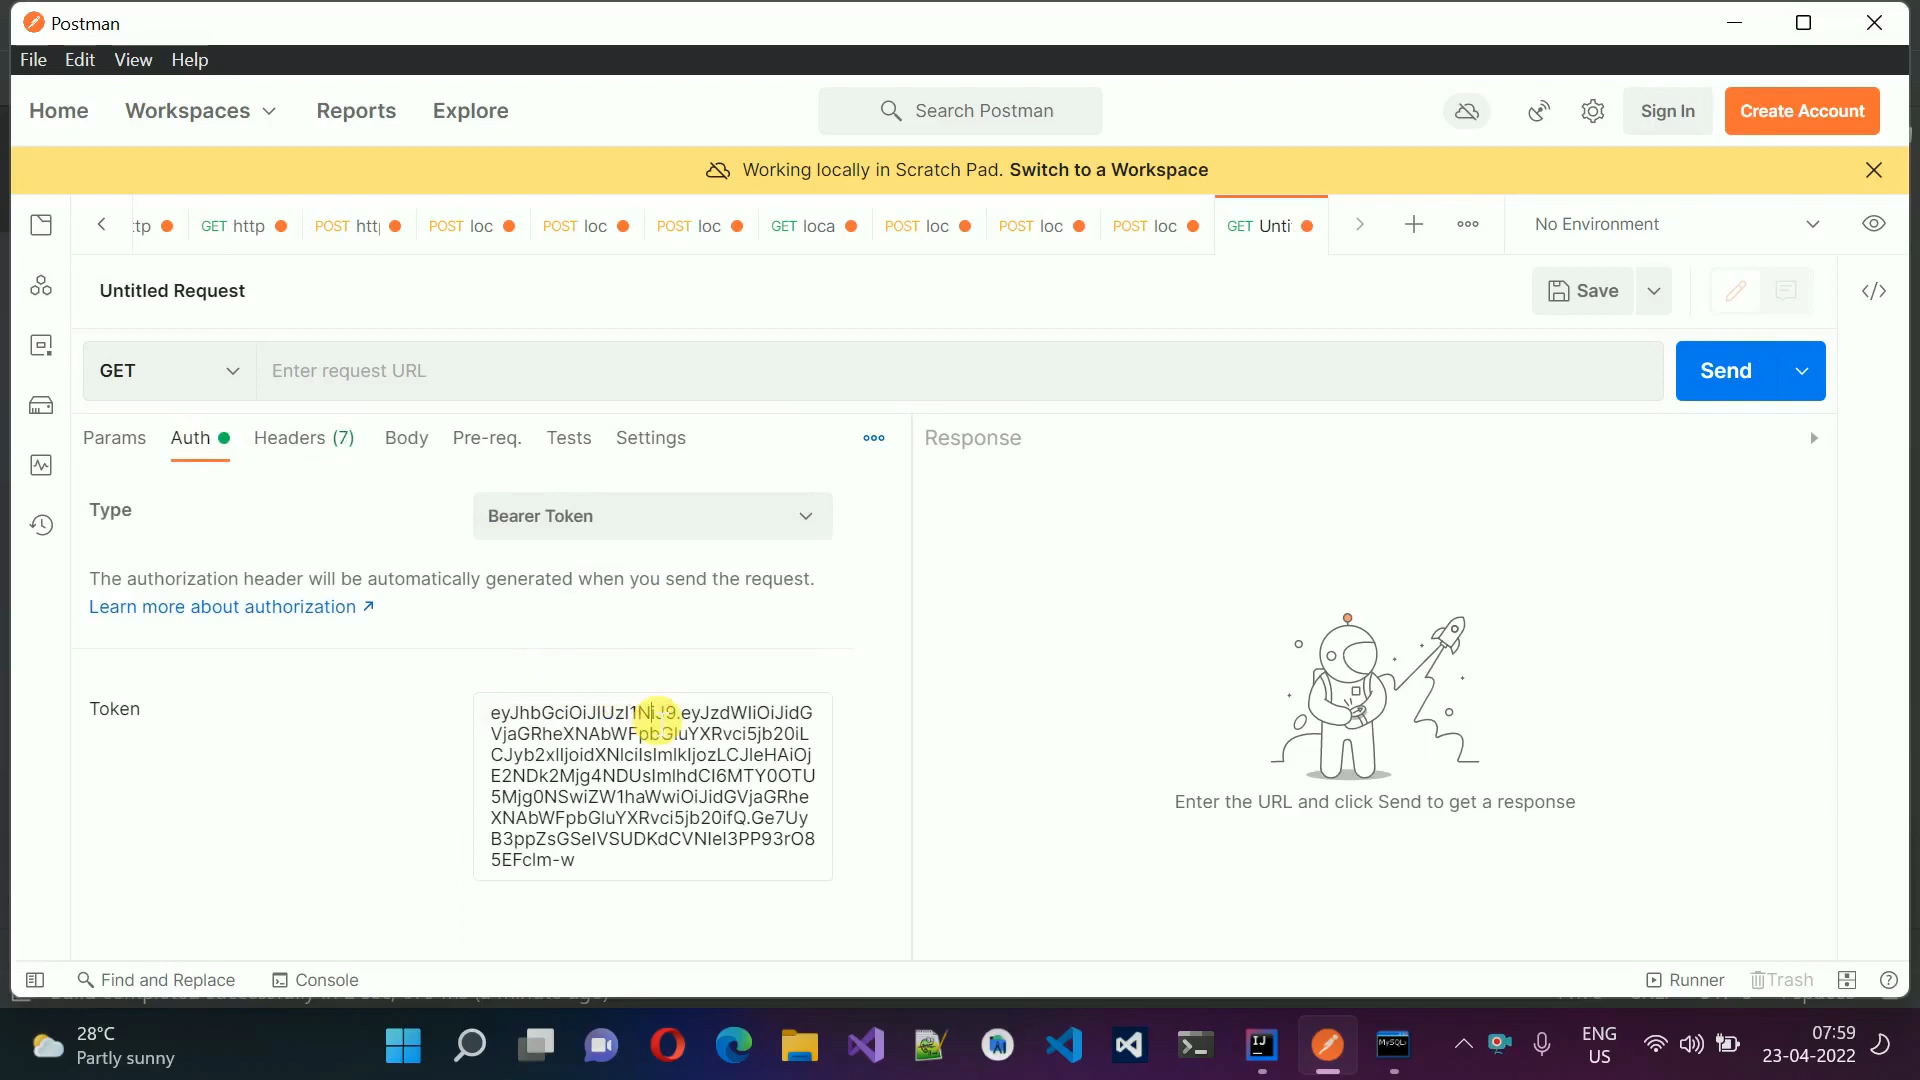 Postman
File Edit View Help
Home Workspaces Reports Explore Search Postman Sign In Create Account
Working locally in Scratch Pad. Switch to a Workspace
:tp GET http POST htt POST loc POST loc POST loc GET loca POST loc POST loc POST loc GET Unti ooo No Environment
Untitled Request Save
GET Enter request URL Send
Params Auth Headers (7) Body Pre-req. Tests Settings ooo Response
Type Bearer Token
The authorization header will be automatically generated when you send the request.
Learn more about authorization ↗
Token
eyJhbGciOiJIUzI1NiJ9.eyJzdWIiOiJidG
VjaGRheXNAbWFpbGluYXRvci5jb20iL
CJyb2xlIjoidXNlciIsImlkIjozLCJleHAiOj
E2NDk2Mjg4NDUsImlhdCI6MTY0OTU
5Mjg0NSwiZW1haWwiOiJidGVjaGRhe
XNAbWFpbGluYXRvci5jb20ifQ.Ge7Uy
B3ppZsGSeIVSUDKdCVNIeI3PP93rO8
5EFclm-w
Enter the URL and click Send to get a response
Find and Replace Console Runner Trash
28°C
Partly sunny
IJ
MySQL
ENG
US
07:59
23-04-2022